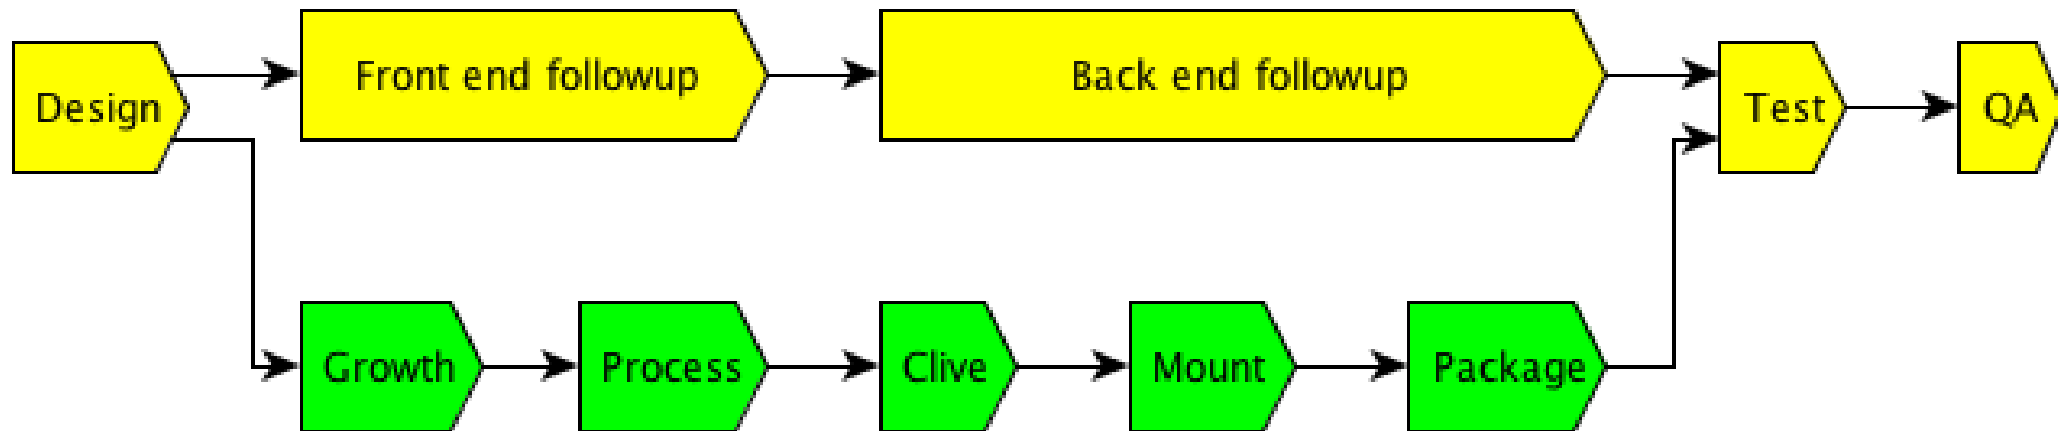 Design
Front end followup
Back end followup
Test
QA
Growth
Process
Clive
Mount
Package